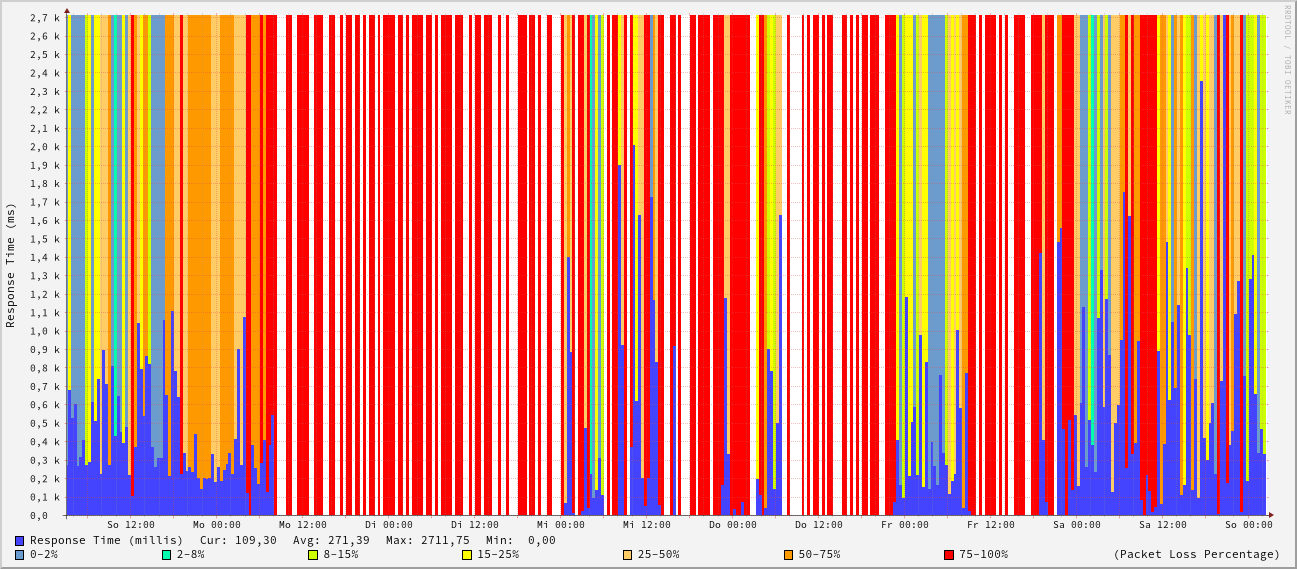 RRDTOOL / TOBI OETIKER
Response Time (ms)
2,7 k
2,6 k
2,5 k
2,4 k
2,3 k
2,2 k
2,1 k
2,0 k
1,9 k
1,8 k
1,7 k
1,6 k
1,5 k
1,4 k
1,3 k
1,2 k
1,1 k
1,0 k
0,9 k
0,8 k
0,7 k
0,6 k
0,5 k
0,4 k
0,3 k
0,2 k
0,1 k
0,0
So 12:00 Mo 00:00 Mo 12:00 Di 00:00 Di 12:00 Mi 00:00 Mi 12:00 Do 00:00 Do 12:00 Fr 00:00 Fr 12:00 Sa 00:00 Sa 12:00 So 00:00
Response Time (millis) Cur: 109,30 Avg: 271,39 Max: 2711,75 Min: 0,00
0-2% 2-8% 8-15% 15-25% 25-50% 50-75% 75-100% (Packet Loss Percentage)